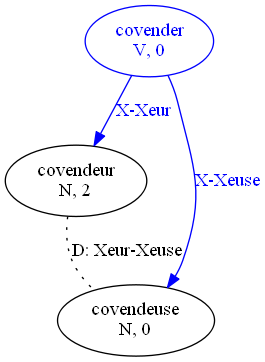 covender
V, 0
X-Xeur
covendeur
N, 2
X-Xeuse
D: Xeur-Xeuse
covendeuse
N, 0